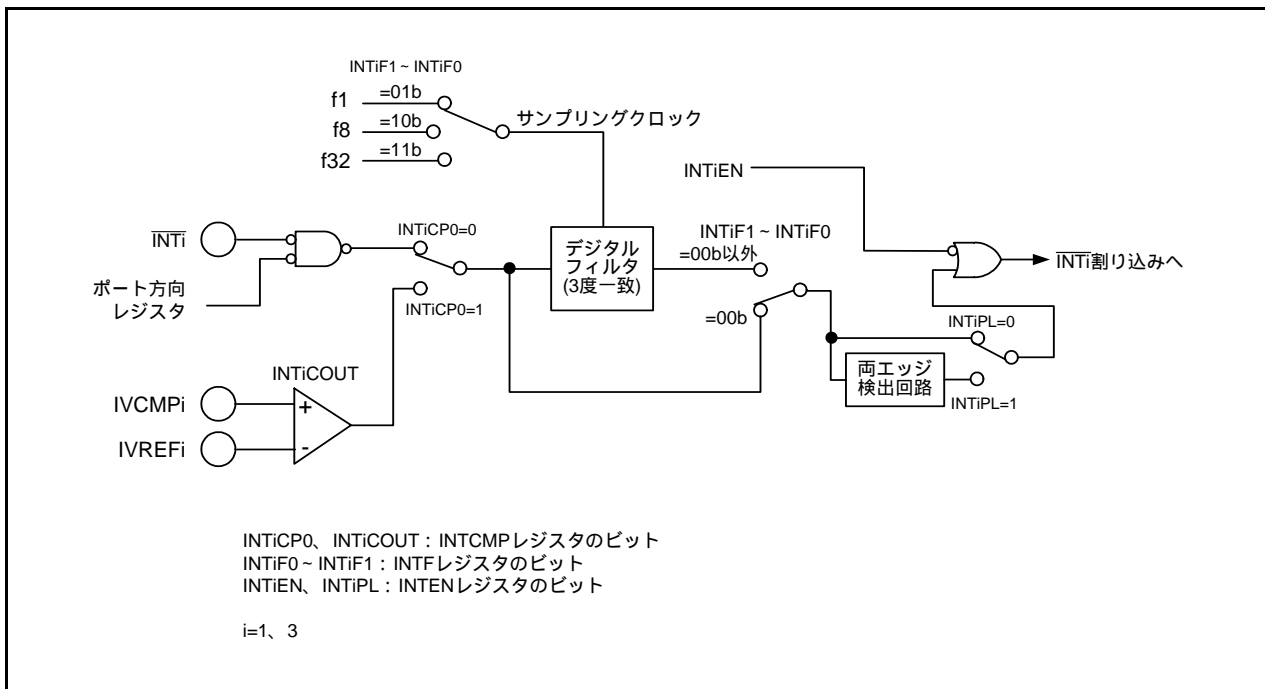 INTiF1 ~ INTiF0
f1
=01b
f8
=10b
f32
=11b
サンプリングクロック
INTiEN
INTi
ポート方向
レジスタ
INTiCP0=0
INTiCP0=1
デジタル
フィルタ
(3度一致)
INTiF1 ~ INTiF0
=00b以外
=00b
INTi割り込みへ
INTiPL=0
両エッジ
検出回路
INTiPL=1
INTiCOUT
IVCMPi
+
IVREFi
-
INTiCP0、INTiCOUT : INTCMPレジスタのビット
INTiF0 ~ INTiF1 : INTFレジスタのビット
INTiEN、INTiPL : INTENレジスタのビット
i=1、3